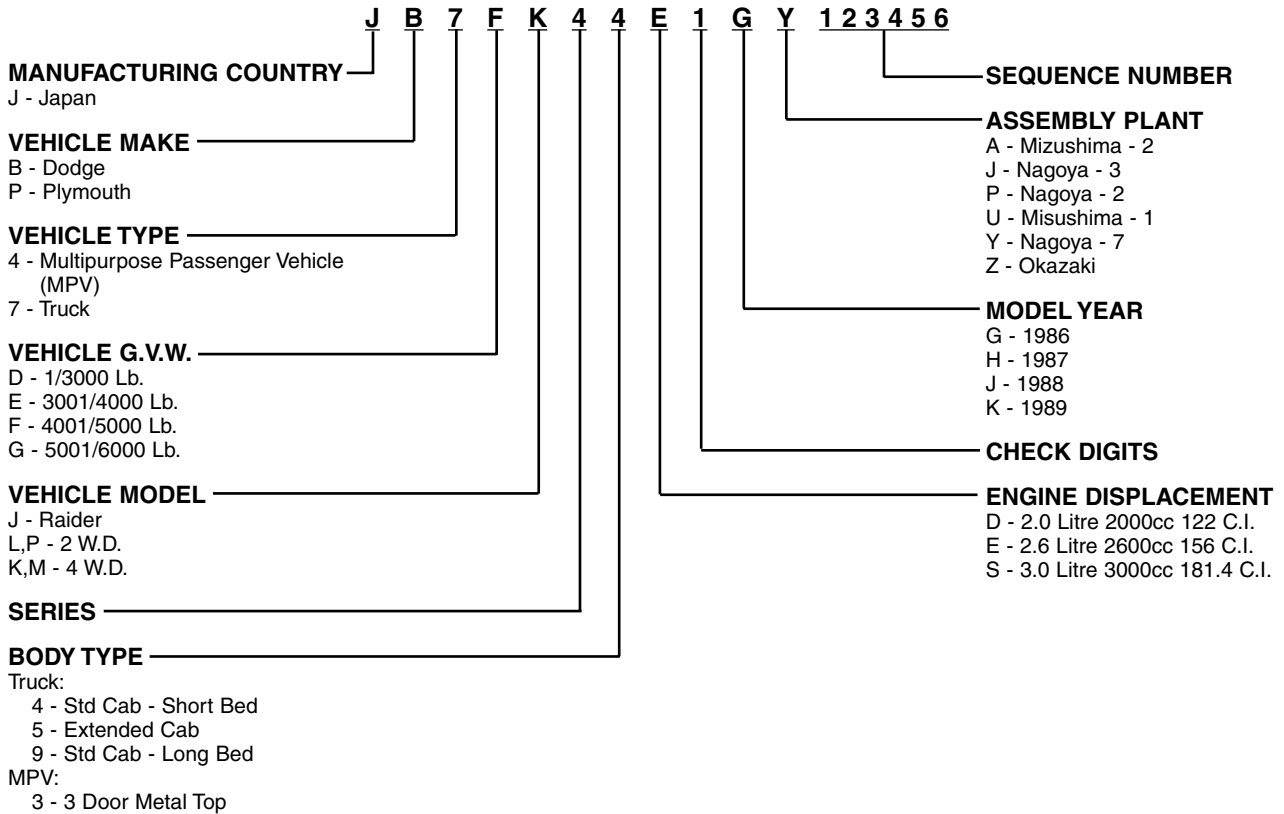 J B 7 F K 4 4 E 1 G Y 1 2 3 4 5 6
MANUFACTURING COUNTRY
J - Japan
VEHICLE MAKE
B - Dodge
P - Plymouth
VEHICLE TYPE
4 - Multipurpose Passenger Vehicle
(MPV)
7 - Truck
VEHICLE G.V.W.
D - 1/3000 Lb.
E - 3001/4000 Lb.
F - 4001/5000 Lb.
G - 5001/6000 Lb.
VEHICLE MODEL
J - Raider
L,P - 2 W.D.
K,M - 4 W.D.
SERIES
BODY TYPE
Truck:
4 - Std Cab - Short Bed
5 - Extended Cab
9 - Std Cab - Long Bed
MPV:
3 - 3 Door Metal Top
SEQUENCE NUMBER
ASSEMBLY PLANT
A - Mizushima - 2
J - Nagoya - 3
P - Nagoya - 2
U - Misushima - 1
Y - Nagoya - 7
Z - Okazaki
MODEL YEAR
G - 1986
H - 1987
J - 1988
K - 1989
CHECK DIGITS
ENGINE DISPLACEMENT
D - 2.0 Litre 2000cc 122 C.I.
E - 2.6 Litre 2600cc 156 C.I.
S - 3.0 Litre 3000cc 181.4 C.I.